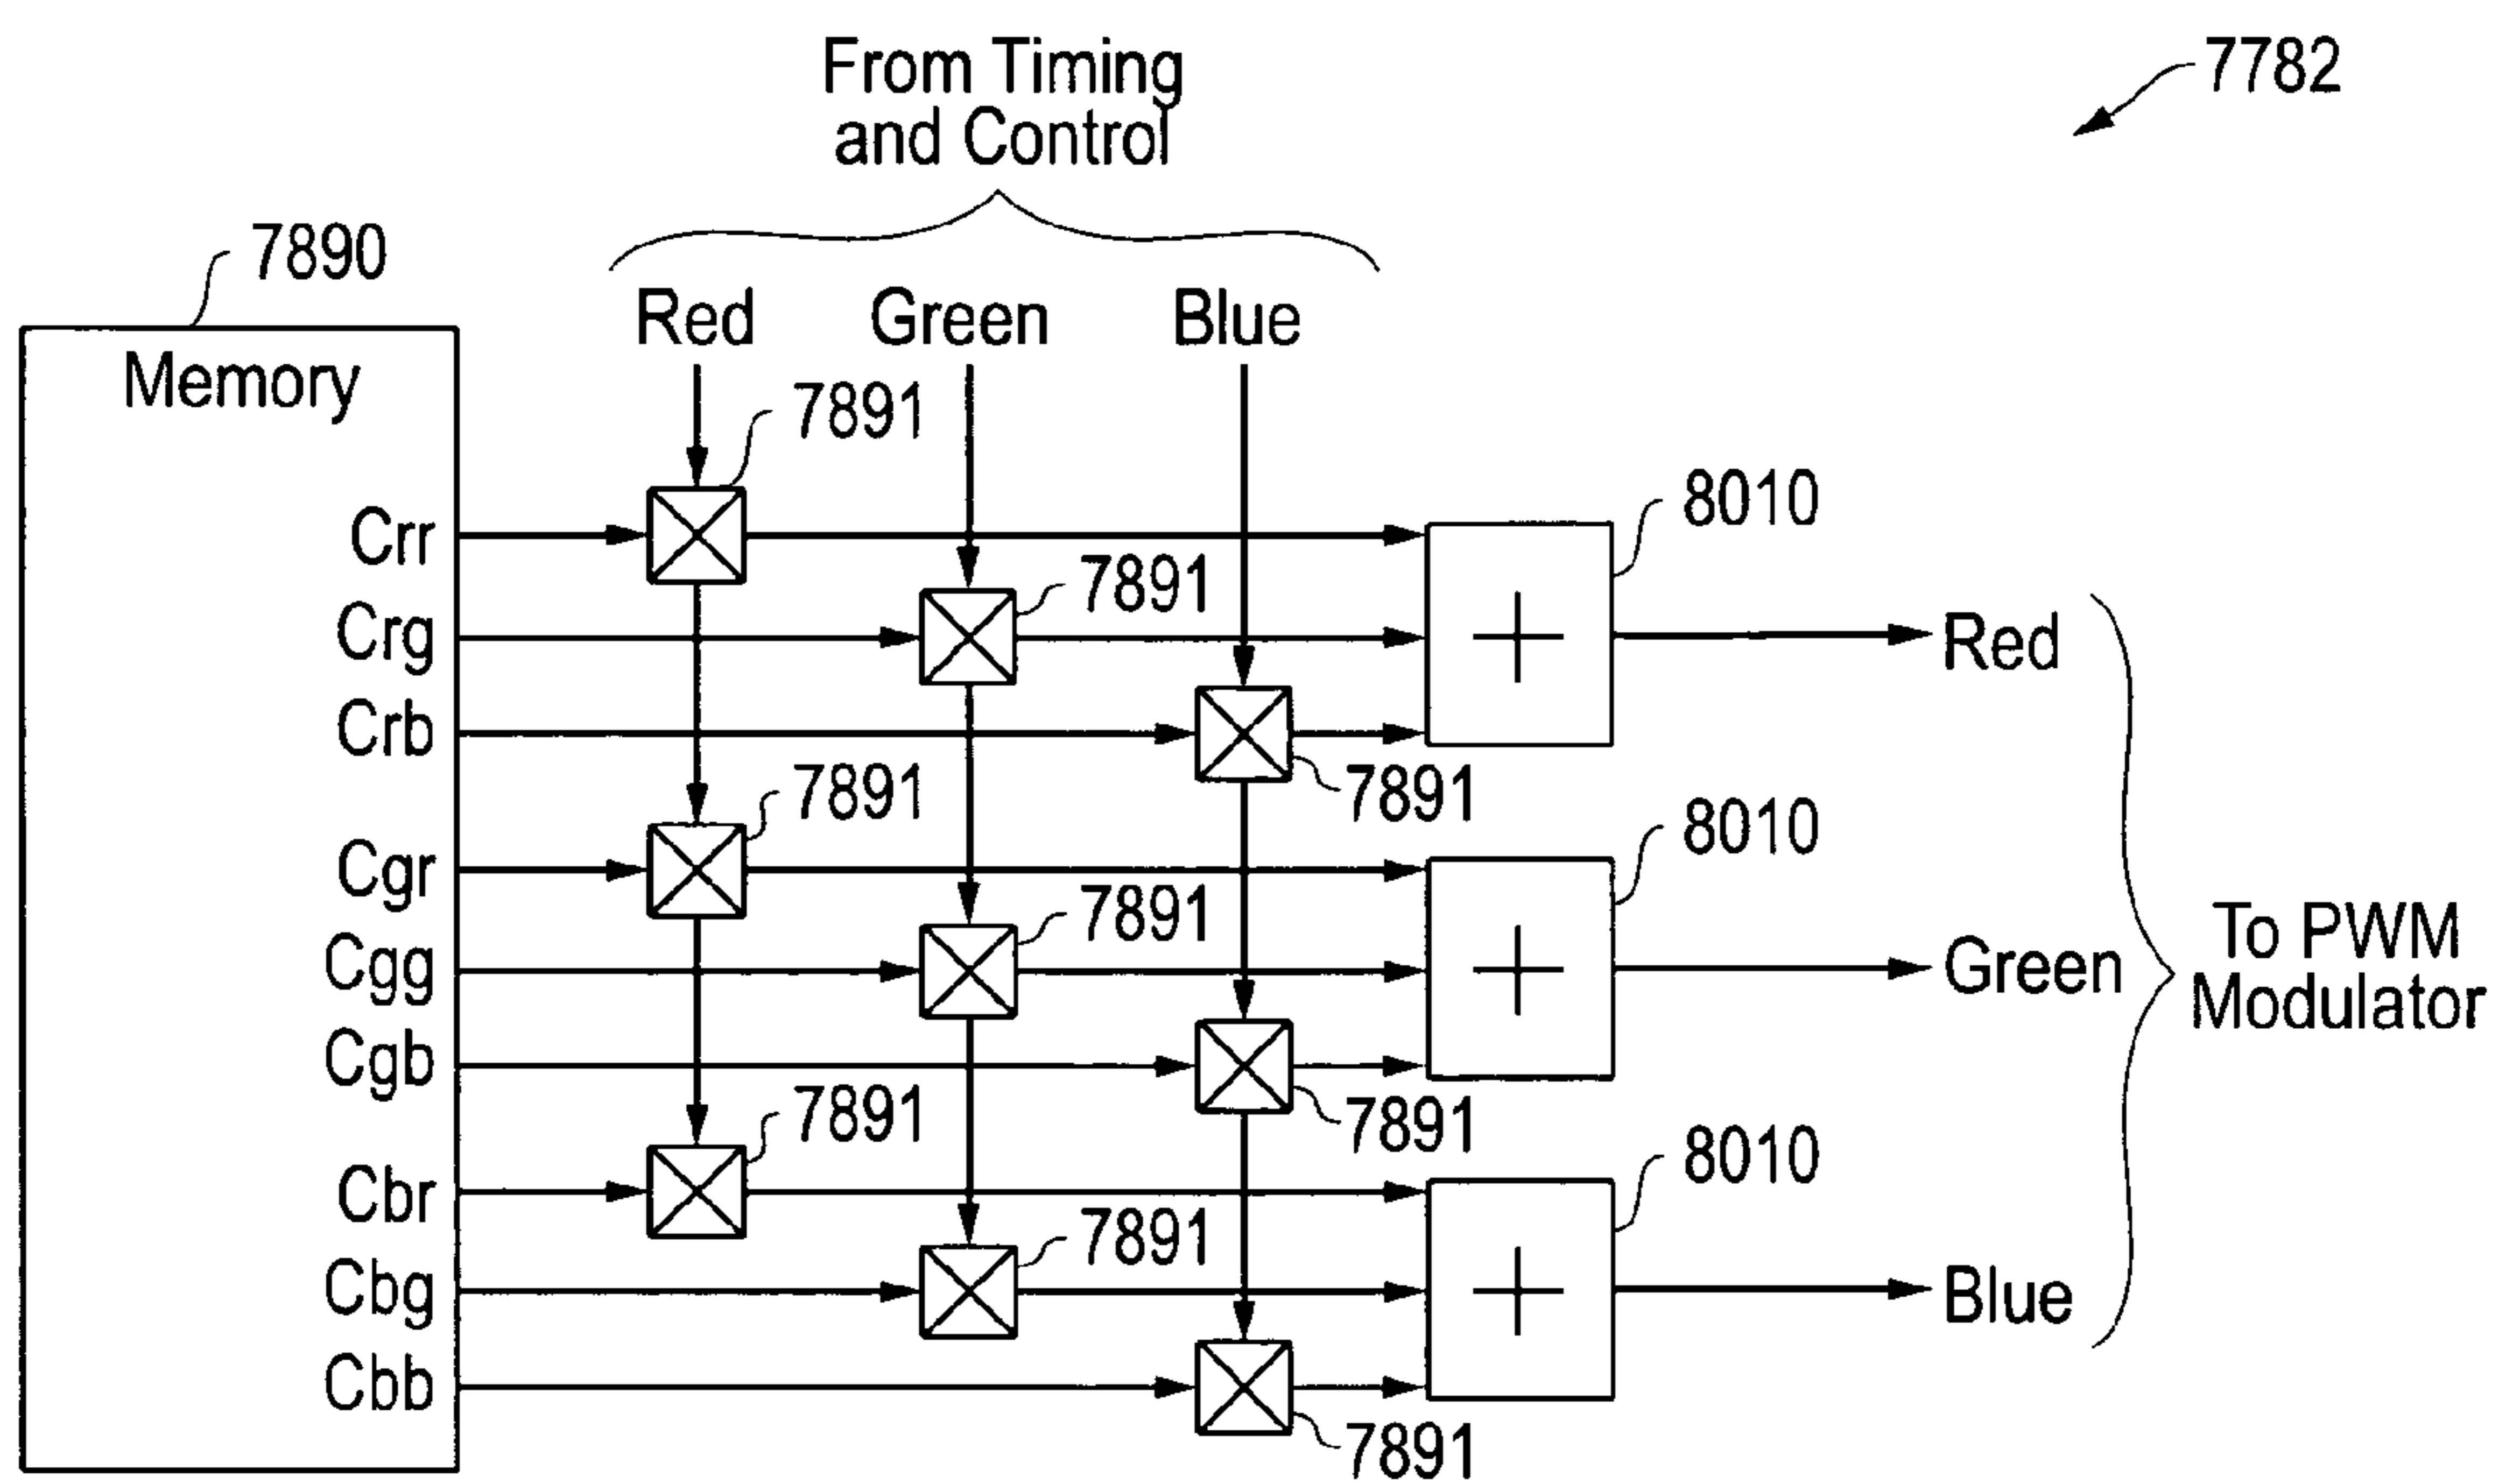 From Timing
and Control
7782
7890
Red
Green
Blue
Memory
7891
Crr
8010
7891
Crg
Red
Crb
7891
7891
8010
Cgr
7891
Cgg
Green
To PWM
Modulator
Cgb
7891
7891
8010
Cbr
7891
Cbg
Blue
Cbb
7891